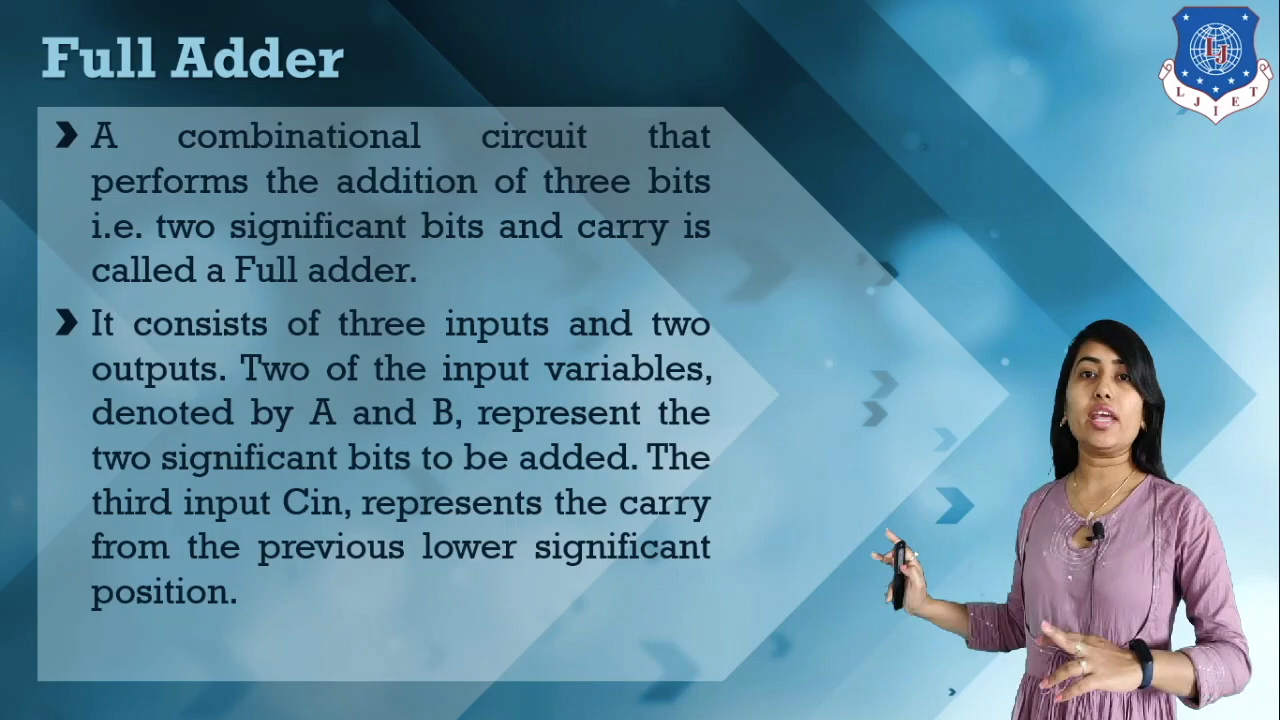 Full Adder
A combinational circuit that
performs the addition of three bits
i.e. two significant bits and carry is
called a Full adder.
It consists of three inputs and two
outputs. Two of the input variables,
denoted by A and B, represent the
two significant bits to be added. The
third input Cin, represents the carry
from the previous lower significant
position.
LJ
LJIET